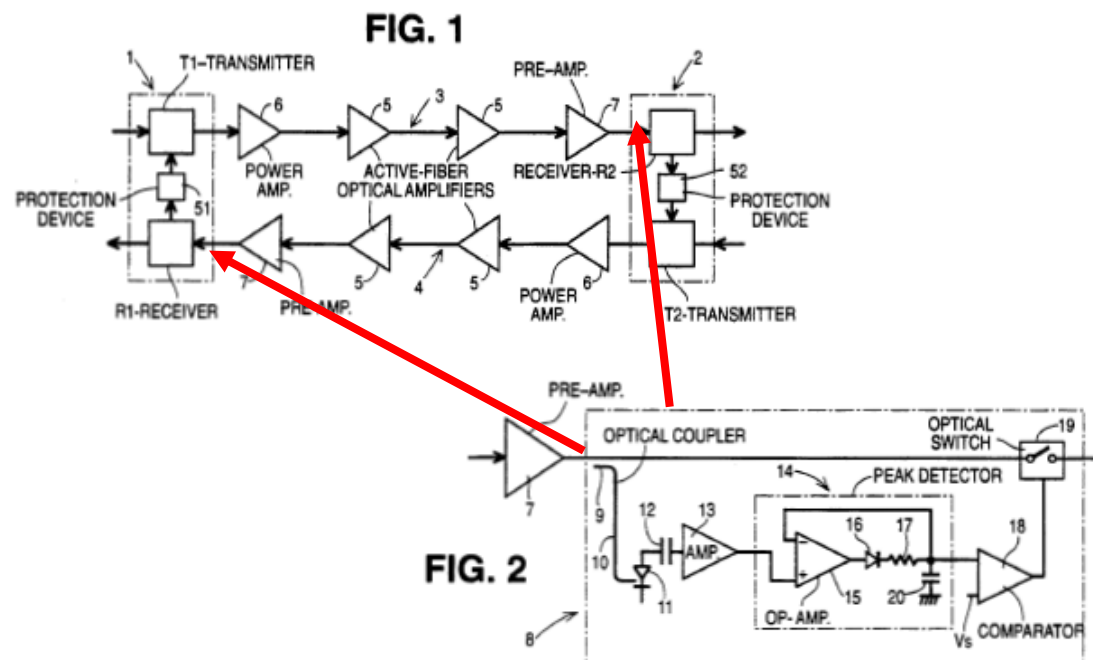 FIG. 1
1
T1-TRANSMITTER
PRE-AMP.
2
6
5
3
5
7
POWER
AMP.
ACTIVE-FIBER
OPTICAL AMPLIFIERS
RECEIVER-R2
52
PROTECTION
DEVICE
51
PROTECTION
DEVICE
7
5
4
5
6
R1-RECEIVER
PRE-AMP.
POWER
AMP.
T2-TRANSMITTER
PRE-AMP.
OPTICAL COUPLER
OPTICAL
SWITCH
19
14
PEAK DETECTOR
7
9
12
13
16
17
18
10
AMP.
FIG. 2
11
15
20
OP-AMP.
Vs
COMPARATOR
8